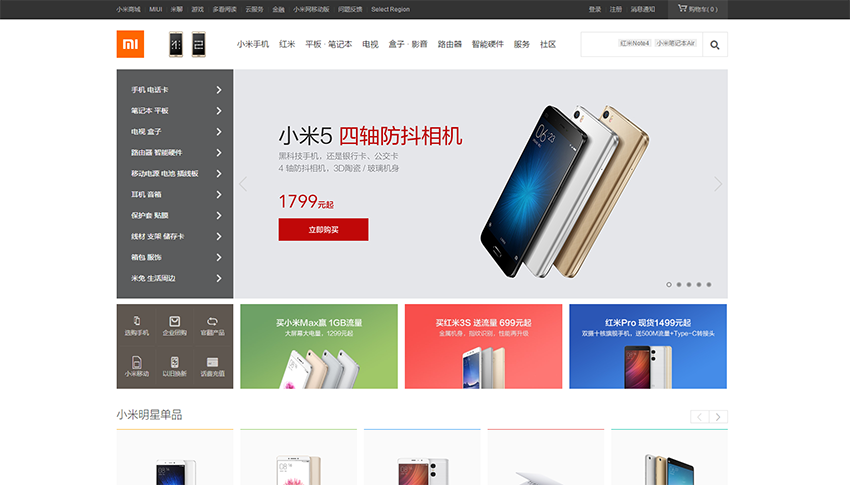 小米商城 MIUI 米聊 游戏 多看阅读 云服务 金融 小米网移动版 问题反馈 Select Region 登录 注册 消息通知 购物车( 0 )
mi 小米手机 红米 平板 · 笔记本 电视 盒子 · 影音 路由器 智能硬件 服务 社区 红米Note4 小米笔记本Air
手机 电话卡
笔记本 平板
电视 盒子
路由器 智能硬件
移动电源 电池 插线板
耳机 音箱
保护套 贴膜
线材 支架 储存卡
箱包 服饰
米兔 生活周边
小米5 四轴防抖相机
黑科技手机，还是银行卡、公交卡
4 轴防抖相机，3D陶瓷 / 玻璃机身
1799元起
立即购买
06:23
选购手机 企业团购 官翻产品
小米移动 以旧换新 话费充值
买小米Max赢 1GB流量
大屏幕大电量，1299元起
买红米3S 送流量 699元起
金属机身、指纹识别，性能再升级
红米Pro 现货1499元起
双摄十核旗舰手机，送500M流量+Type-C转接头
小米明星单品